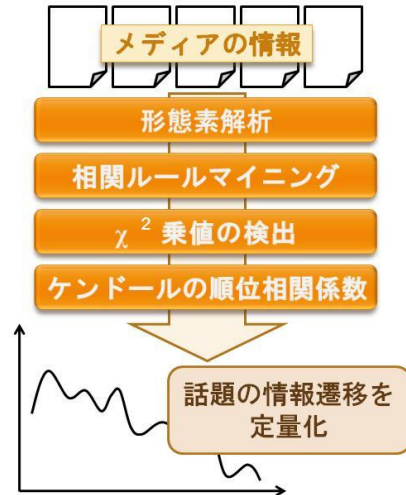 メディアの情報
形態素解析
相関ルールマイニング
χ² 乗値の検出
ケンドールの順位相関係数
話題の情報遷移を
定量化